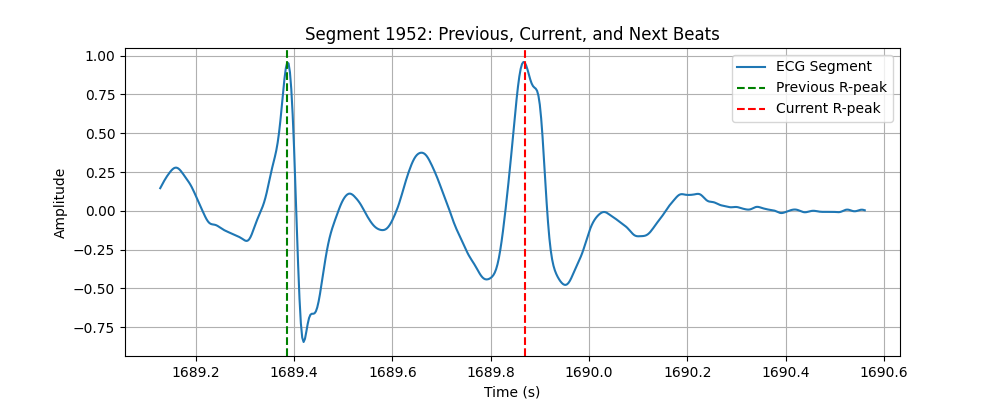 Segment 1952: Previous, Current, and Next Beats
1.00
0.75
0.50
0.25
0.00
−0.25
−0.50
−0.75
Amplitude
ECG Segment
Previous R-peak
Current R-peak
1689.2
1689.4
1689.6
1689.8
1690.0
1690.2
1690.4
1690.6
Time (s)